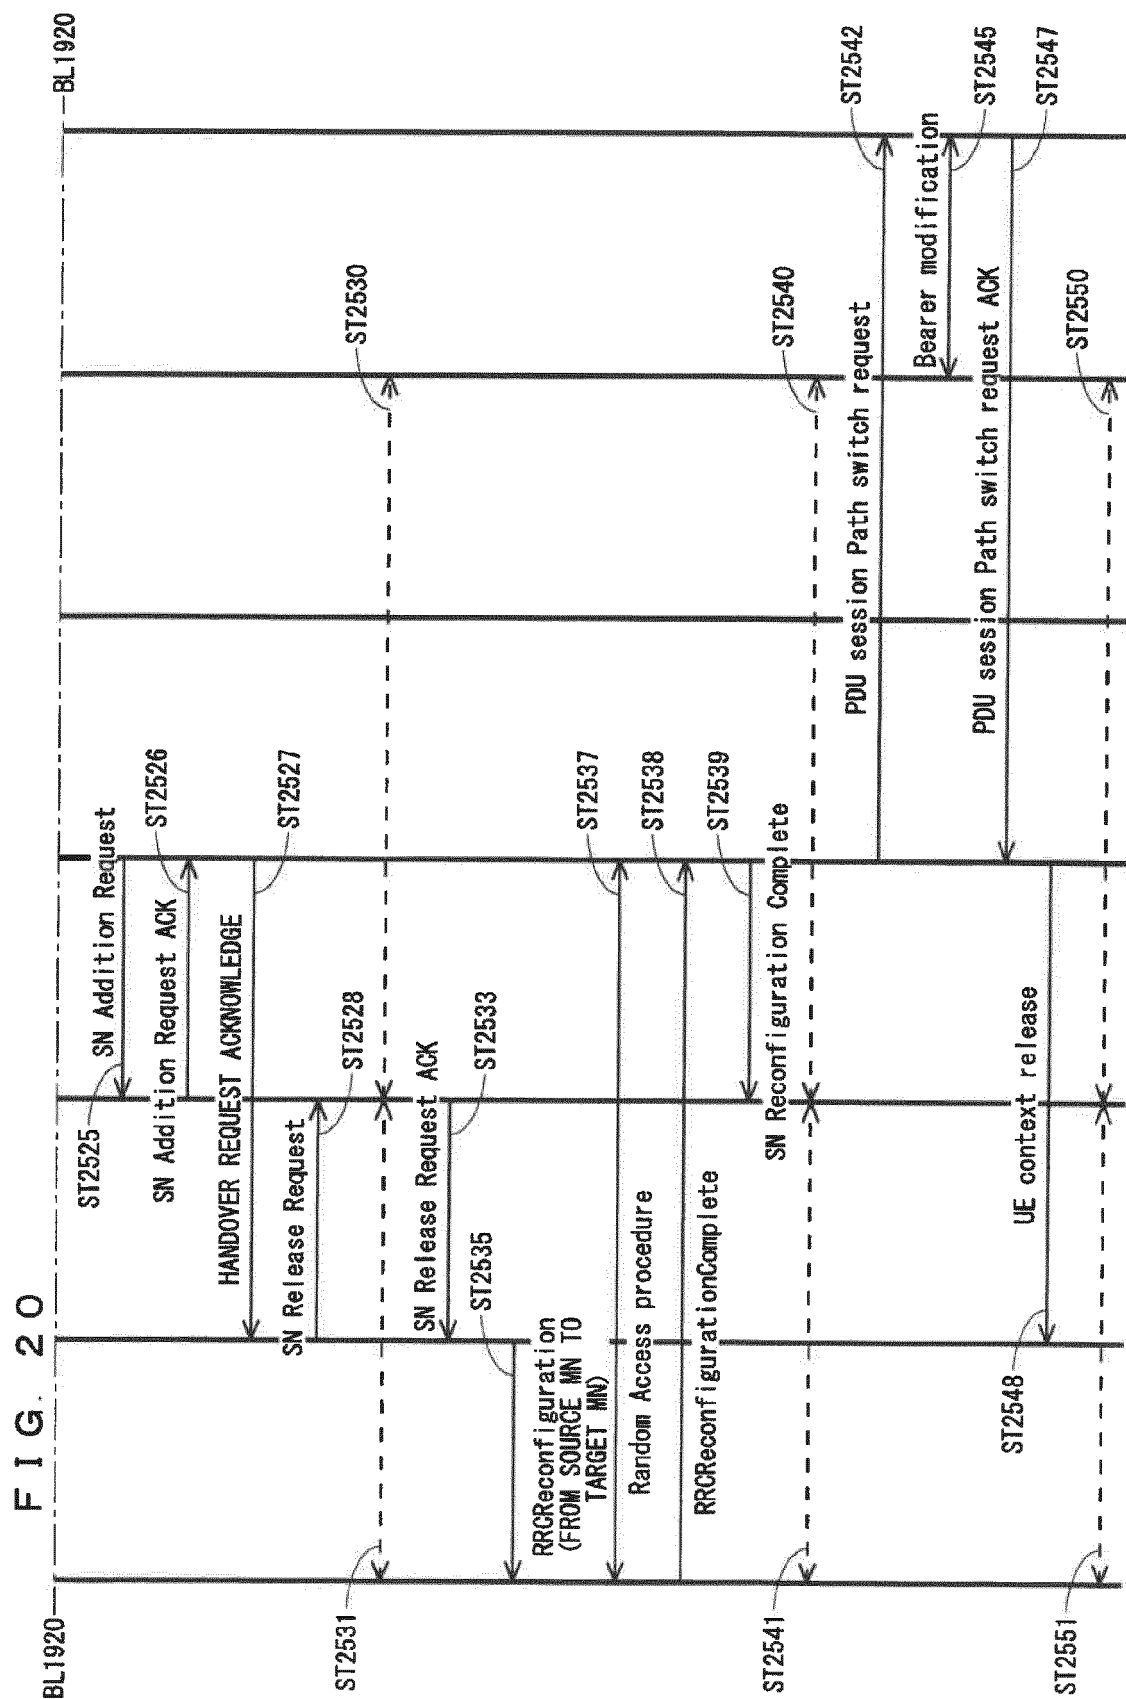 FIG. 20
BL1920
BL1920
SN Addition Request
ST2525
SN Addition Request ACK
ST2526
HANDOVER REQUEST ACKNOWLEDGE
ST2527
SN Release Request
ST2528
ST2530
ST2531
SN Release Request ACK
ST2533
ST2535
RRCReconfiguration
(FROM SOURCE MN TO
TARGET MN)
ST2537
Random Access procedure
ST2538
RRCReconfigurationComplete
ST2539
SN Reconfiguration Complete
ST2540
ST2541
PDU session Path switch request
ST2542
Bearer modification
ST2545
PDU session Path switch request ACK
ST2547
UE context release
ST2548
ST2550
ST2551